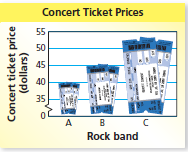 Concert Ticket Prices
Concert ticket price
(dollars)
55
50
45
40
35
0
A
B
C
Rock band